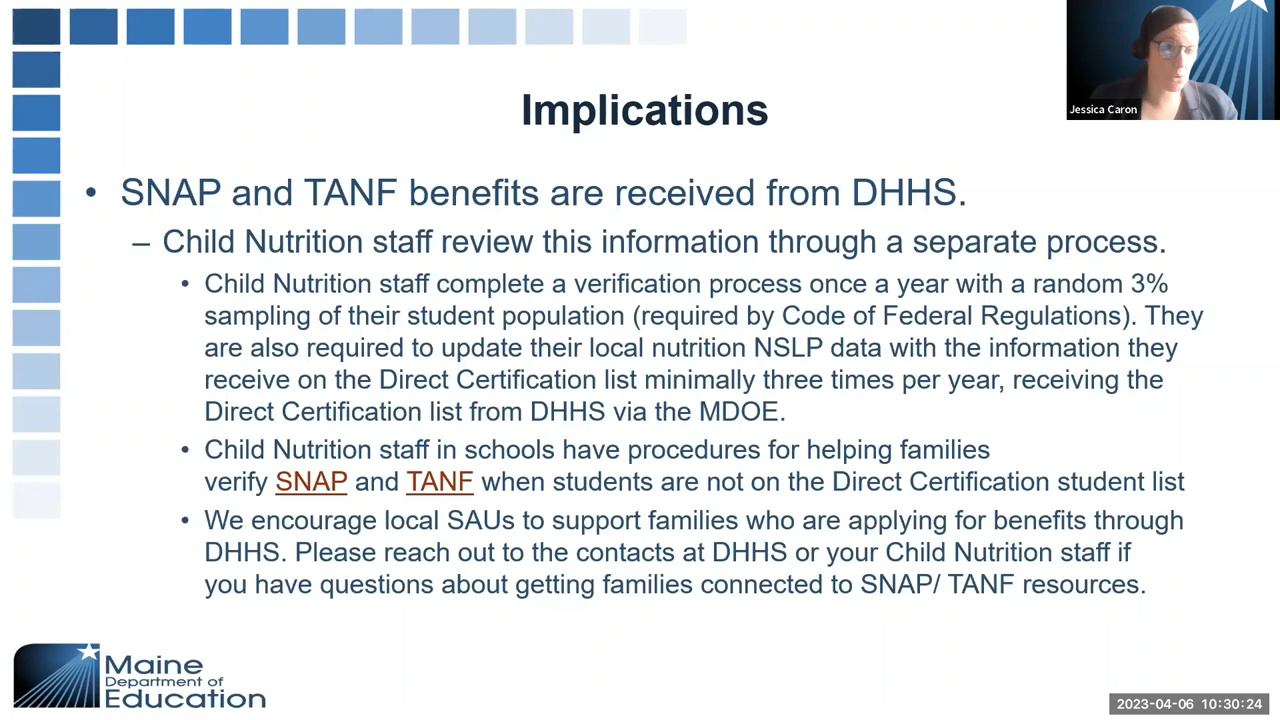 Jessica Caron
Implications
• SNAP and TANF benefits are received from DHHS.
– Child Nutrition staff review this information through a separate process.
• Child Nutrition staff complete a verification process once a year with a random 3%
sampling of their student population (required by Code of Federal Regulations). They
are also required to update their local nutrition NSLP data with the information they
receive on the Direct Certification list minimally three times per year, receiving the
Direct Certification list from DHHS via the MDOE.
• Child Nutrition staff in schools have procedures for helping families
verify SNAP and TANF when students are not on the Direct Certification student list
• We encourage local SAUs to support families who are applying for benefits through
DHHS. Please reach out to the contacts at DHHS or your Child Nutrition staff if
you have questions about getting families connected to SNAP/ TANF resources.
Maine
Department of
Education
2023-04-06 10:30:24